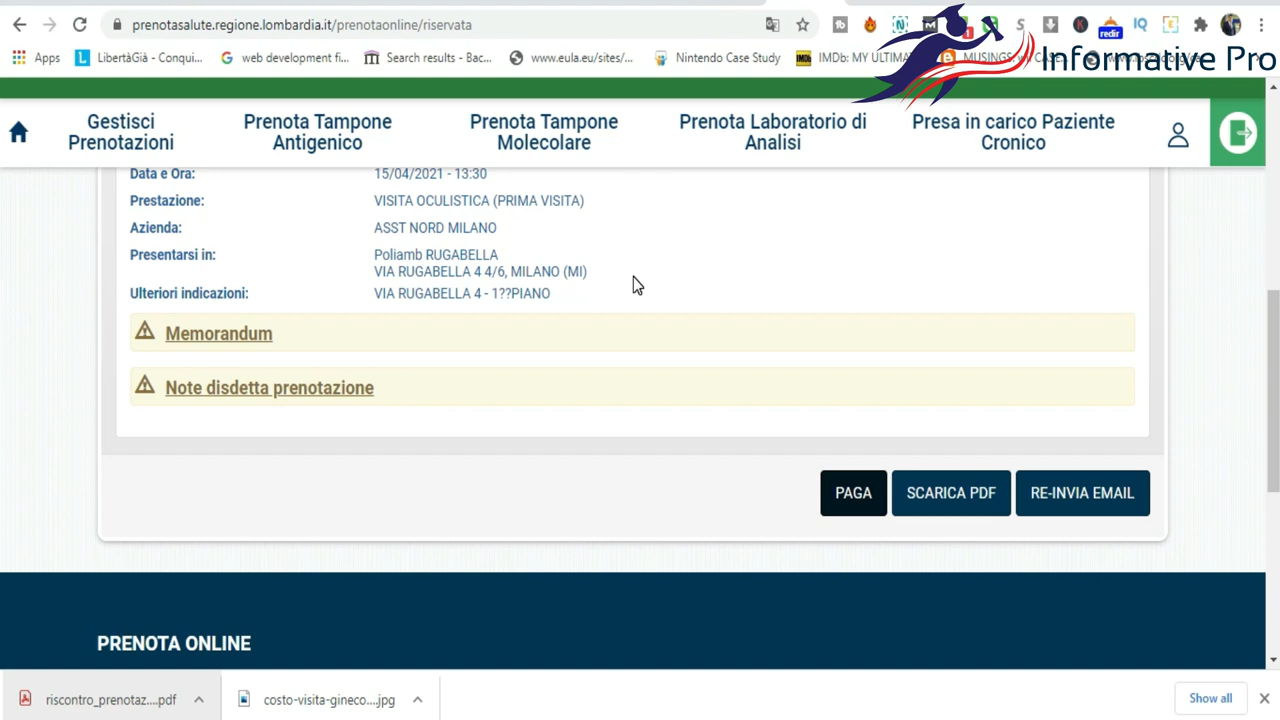 prenotasalute.regione.lombardia.it/prenotaonline/riservata
Apps
LibertàGià - Conqui...
web development fi...
Search results - Bac...
www.eula.eu/sites/...
Nintendo Case Study
IMDb: MY ULTIMA
MUSINGS
Informative Pro
redir
IQ
Gestisci
Prenotazioni
Prenota Tampone
Antigenico
Prenota Tampone
Molecolare
Prenota Laboratorio di
Analisi
Presa in carico Paziente
Cronico
Data e Ora: 15/04/2021 - 13:30
Prestazione: VISITA OCULISTICA (PRIMA VISITA)
Azienda: ASST NORD MILANO
Presentarsi in: Poliamb RUGABELLA
VIA RUGABELLA 4 4/6, MILANO (MI)
Ulteriori indicazioni: VIA RUGABELLA 4 - 1??PIANO
Memorandum
Note disdetta prenotazione
PAGA
SCARICA PDF
RE-INVIA EMAIL
PRENOTA ONLINE
riscontro_prenotaz....pdf
costo-visita-gineco....jpg
Show all